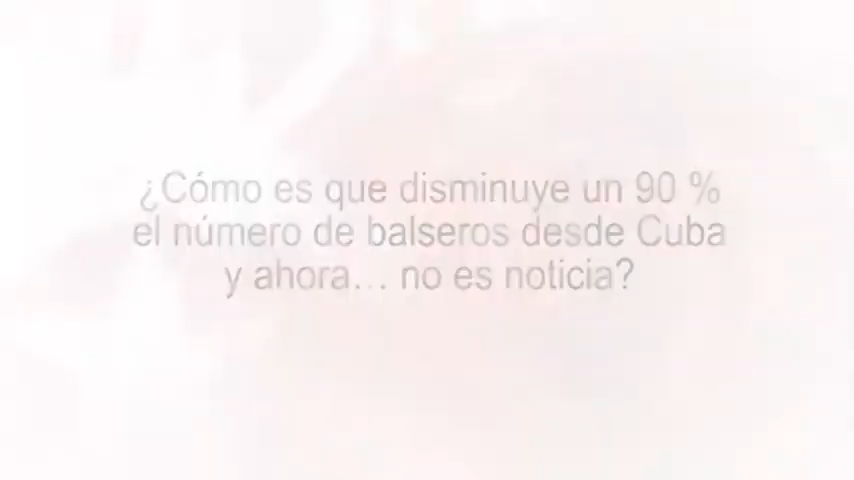 ¿Cómo es que disminuye un 90 %
el número de balseros desde Cuba
y ahora... no es noticia?